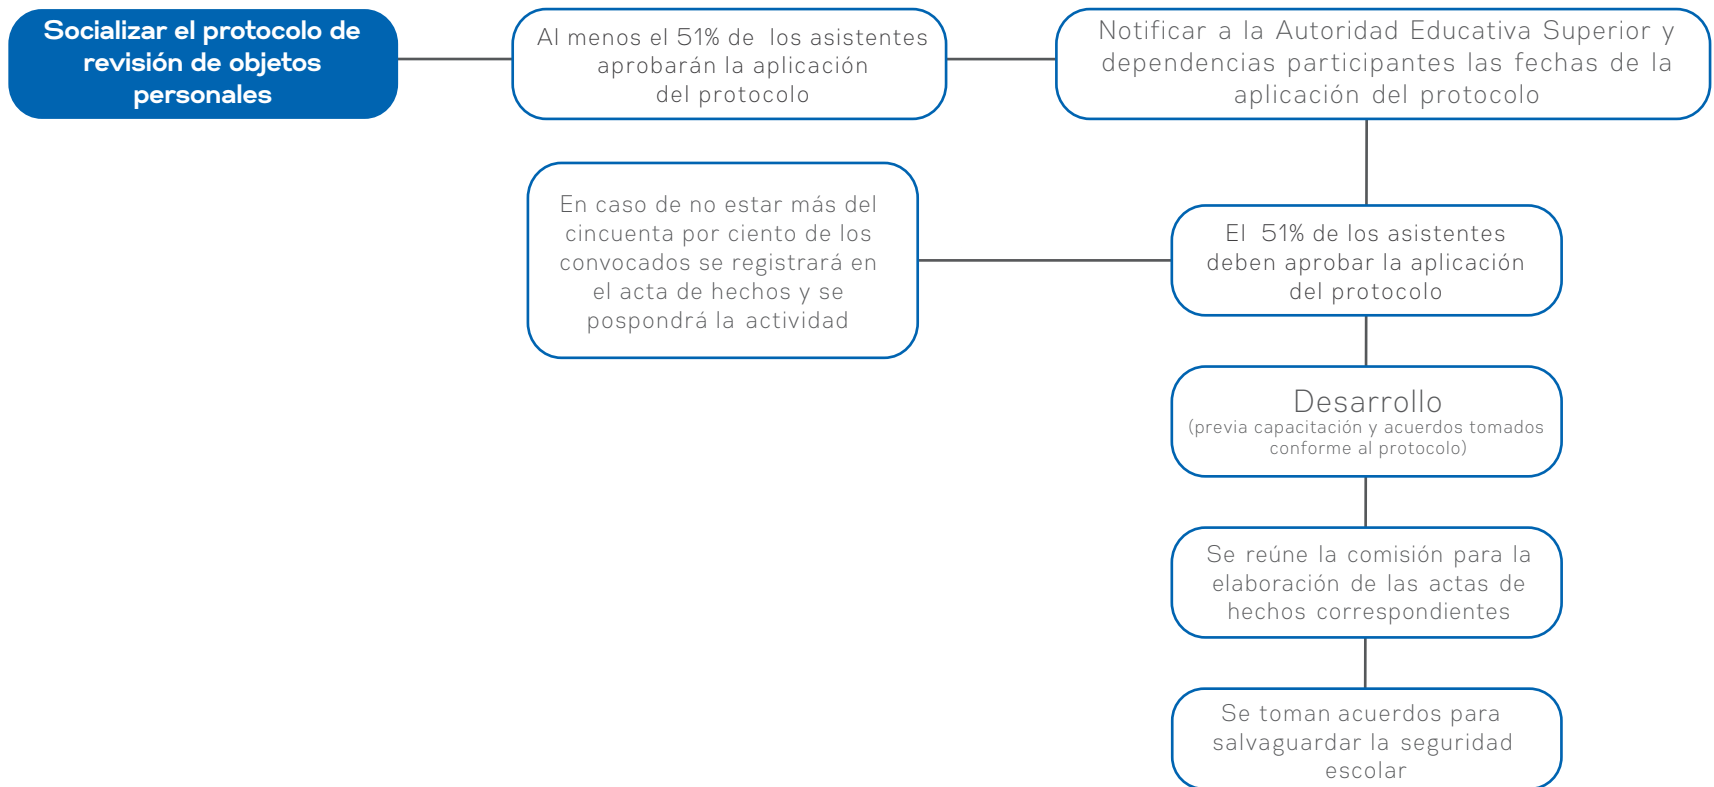 Socializar el protocolo de
revisión de objetos
personales
Al menos el 51% de los asistentes
aprobarán la aplicación
del protocolo
Notificar a la Autoridad Educativa Superior y
dependencias participantes las fechas de la
aplicación del protocolo
En caso de no estar más del
cincuenta por ciento de los
convocados se registrará en
el acta de hechos y se
pospondrá la actividad
El 51% de los asistentes
deben aprobar la aplicación
del protocolo
Desarrollo
(previa capacitación y acuerdos tomados
conforme al protocolo)
Se reúne la comisión para la
elaboración de las actas de
hechos correspondientes
Se toman acuerdos para
salvaguardar la seguridad
escolar